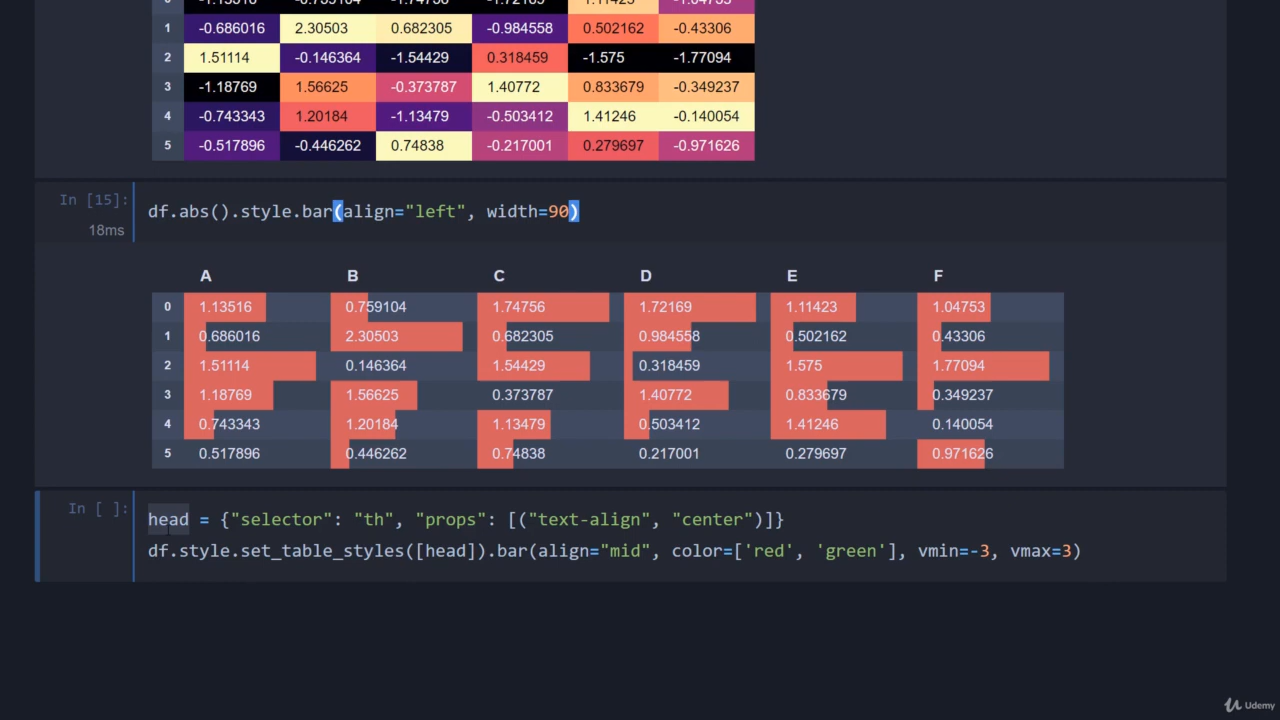 1 -0.686016 2.30503 0.682305 -0.984558 0.502162 -0.43306
2 1.51114 -0.146364 -1.54429 0.318459 -1.575 -1.77094
3 -1.18769 1.56625 -0.373787 1.40772 0.833679 -0.349237
4 -0.743343 1.20184 -1.13479 -0.503412 1.41246 -0.140054
5 -0.517896 -0.446262 0.74838 -0.217001 0.279697 -0.971626
In [15]: df.abs().style.bar(align="left", width=90)
18ms
A B C D E F
0 1.13516 0.759104 1.74756 1.72169 1.11423 1.04753
1 0.686016 2.30503 0.682305 0.984558 0.502162 0.43306
2 1.51114 0.146364 1.54429 0.318459 1.575 1.77094
3 1.18769 1.56625 0.373787 1.40772 0.833679 0.349237
4 0.743343 1.20184 1.13479 0.503412 1.41246 0.140054
5 0.517896 0.446262 0.74838 0.217001 0.279697 0.971626
In [ ]: head = {"selector": "th", "props": [("text-align", "center")]}
df.style.set_table_styles([head]).bar(align="mid", color=['red', 'green'], vmin=-3, vmax=3)
Udemy